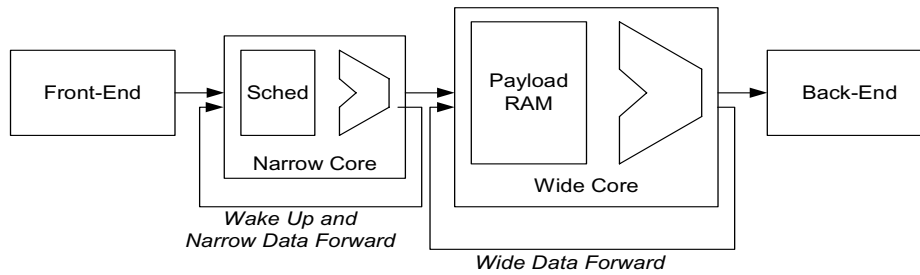 Front-End
Sched
Narrow Core
Payload
RAM
Wide Core
Back-End
Wake Up and
Narrow Data Forward
Wide Data Forward